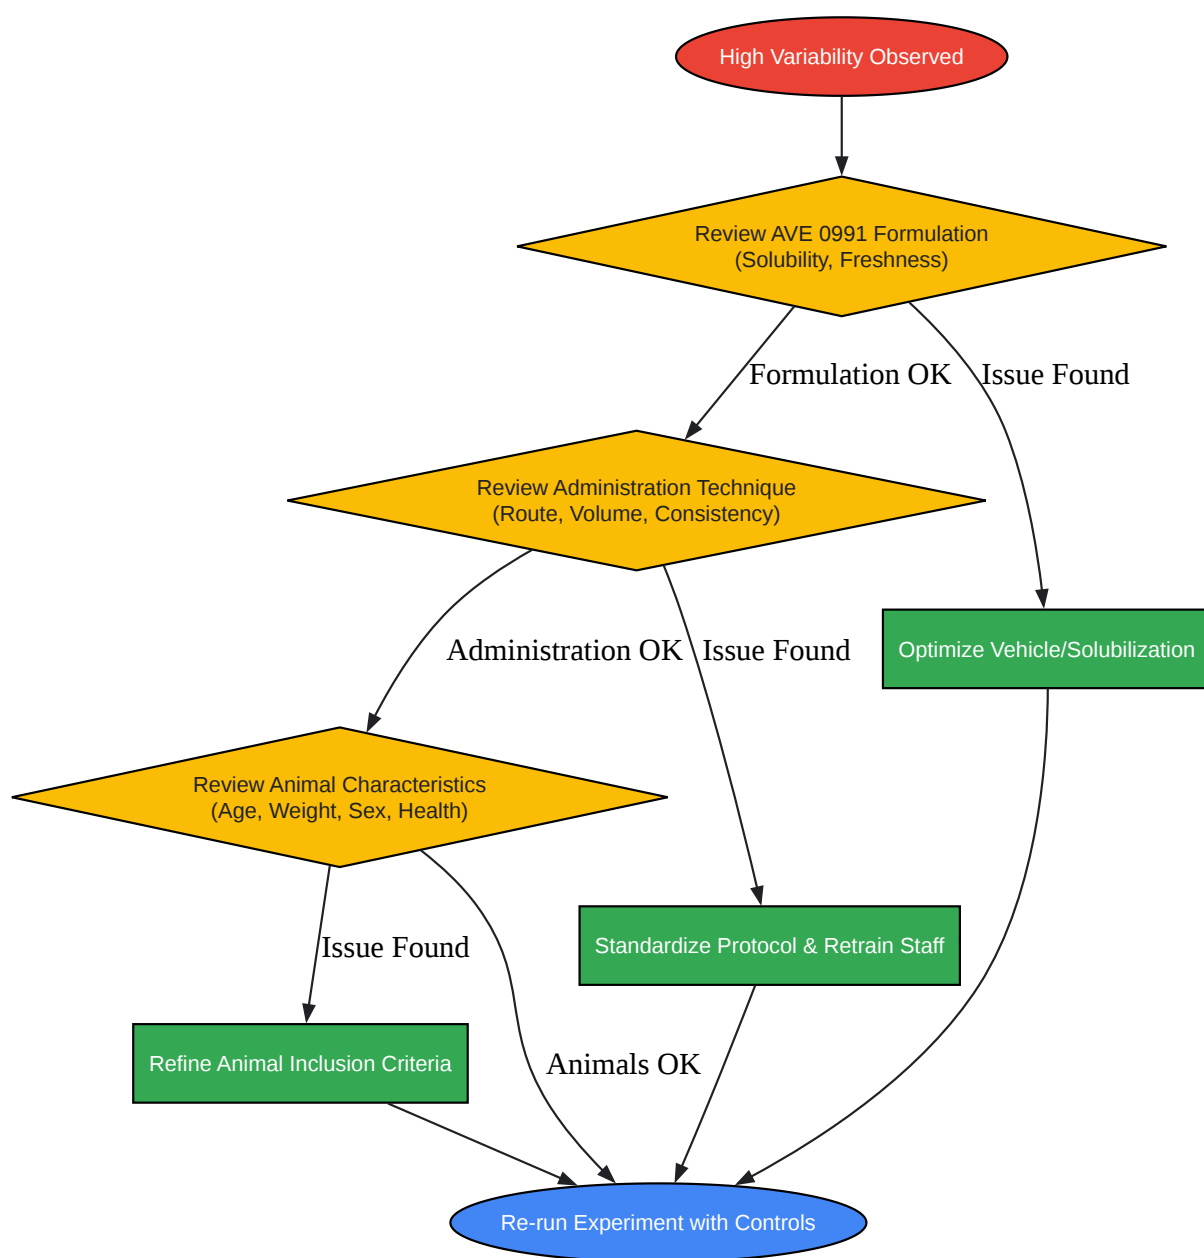 High Variability Observed
Review AVE 0991 Formulation
(Solubility, Freshness)
Formulation OK
Issue Found
Review Administration Technique
(Route, Volume, Consistency)
Administration OK
Issue Found
Optimize Vehicle/Solubilization
Review Animal Characteristics
(Age, Weight, Sex, Health)
Issue Found
Standardize Protocol & Retrain Staff
Refine Animal Inclusion Criteria
Animals OK
Re-run Experiment with Controls